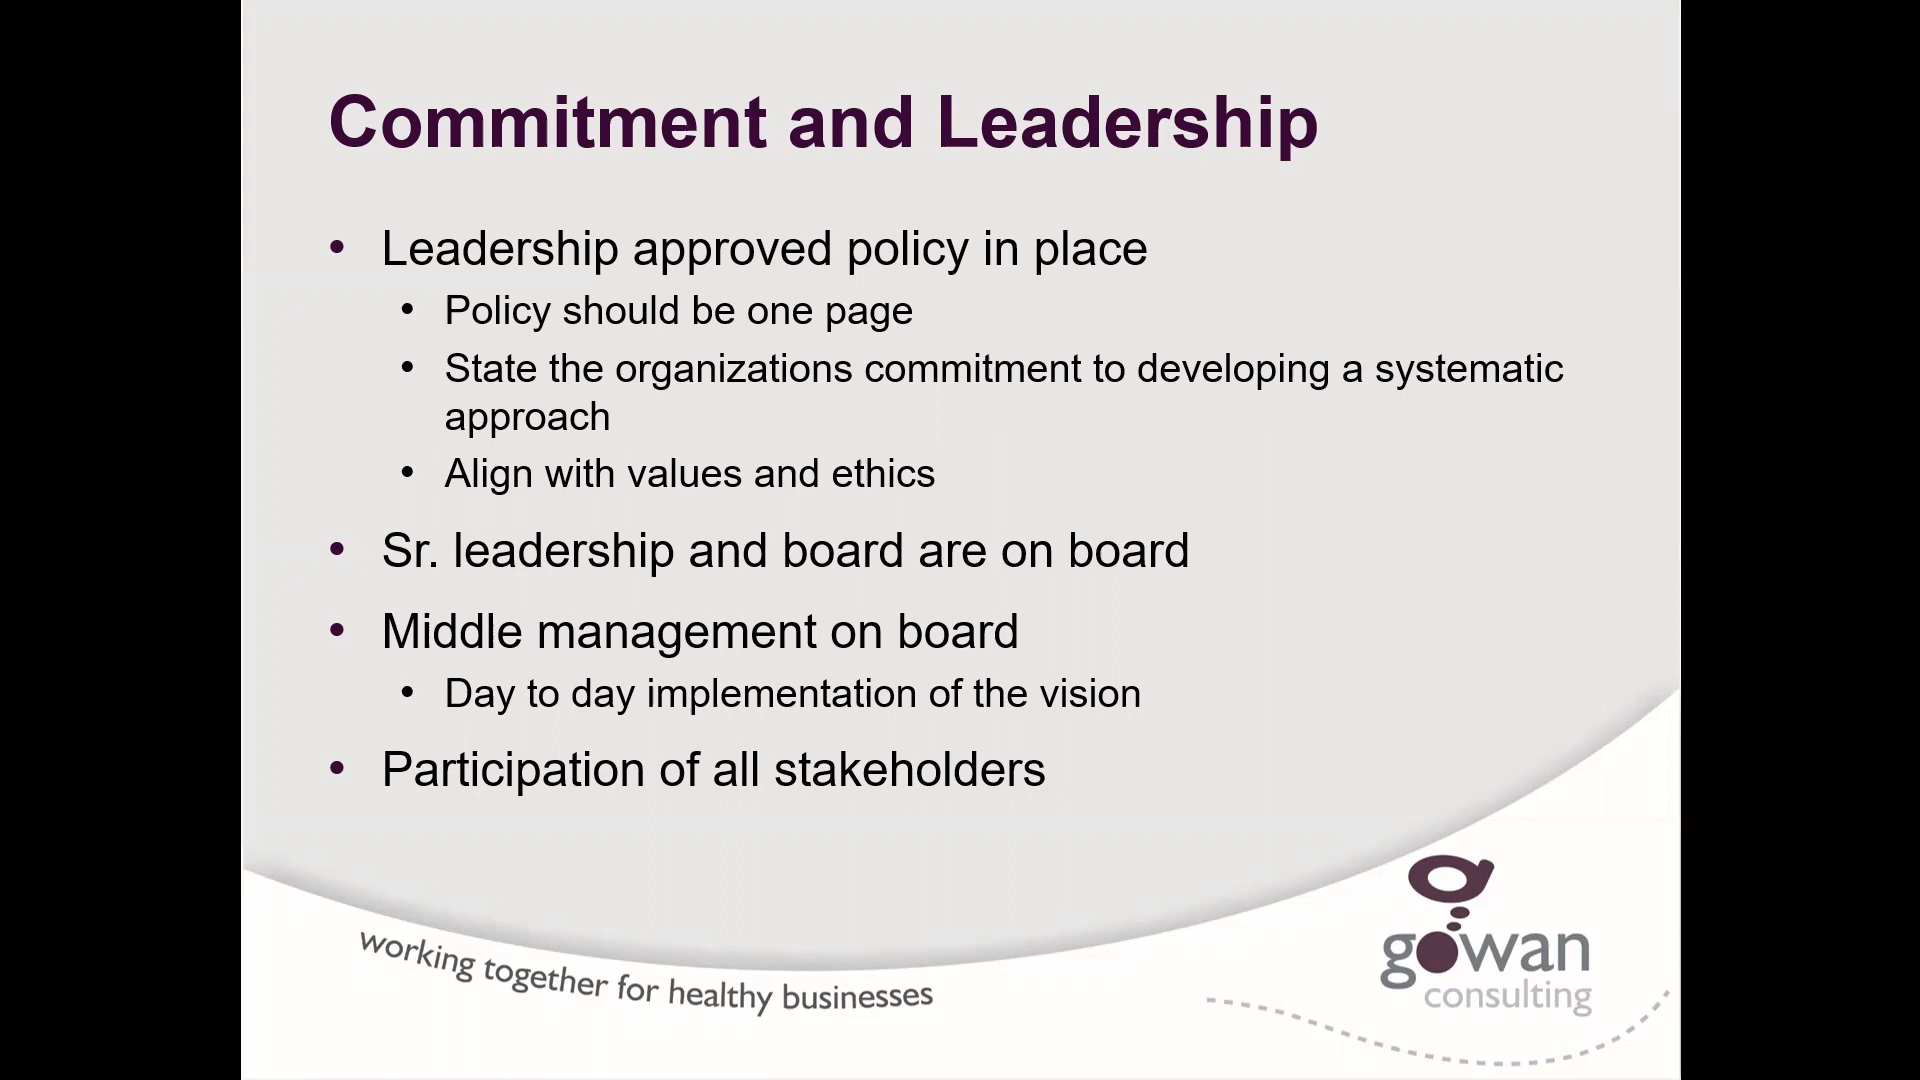 Commitment and Leadership
• Leadership approved policy in place
• Policy should be one page
• State the organizations commitment to developing a systematic
approach
• Align with values and ethics
• Sr. leadership and board are on board
• Middle management on board
• Day to day implementation of the vision
• Participation of all stakeholders
working together for healthy businesses
gowan
consulting